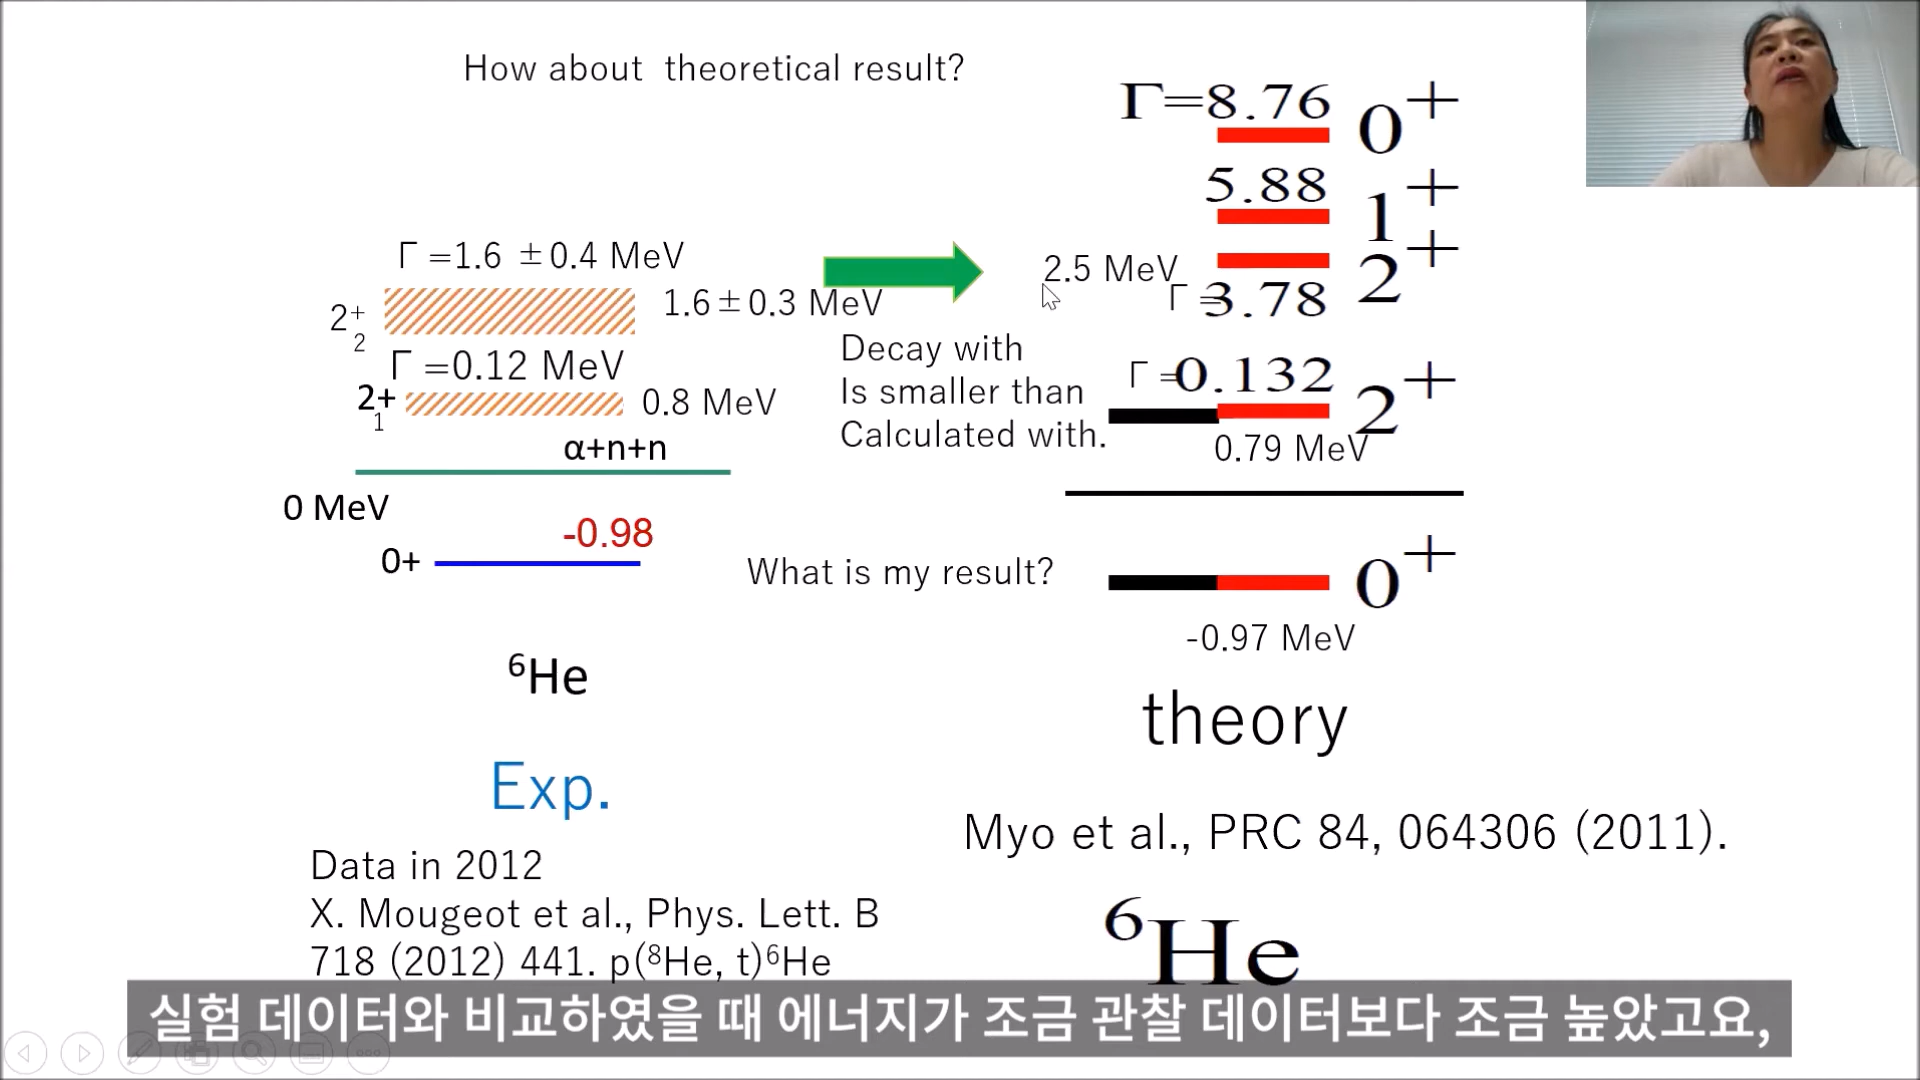 How about theoretical result?
Γ=8.76 0+
5.88 1+
Γ=1.6 ±0.4 MeV
2.5 MeV
2+
1.6±0.3 MeV
Γ=3.78
2+2
Decay with
Is smaller than
Calculated with.
Γ=0.12 MeV
Γ=0.132 2+
2+1
0.8 MeV
0.79 MeV
α+n+n
0 MeV
-0.98
0+
What is my result?
0+
-0.97 MeV
⁶He
theory
Exp.
Myo et al., PRC 84, 064306 (2011).
Data in 2012
X. Mougeot et al., Phys. Lett. B
718 (2012) 441. p(⁸He, t)⁶He
⁶He
실험 데이터와 비교하였을 때 에너지가 조금 관찰 데이터보다 조금 높았고요,